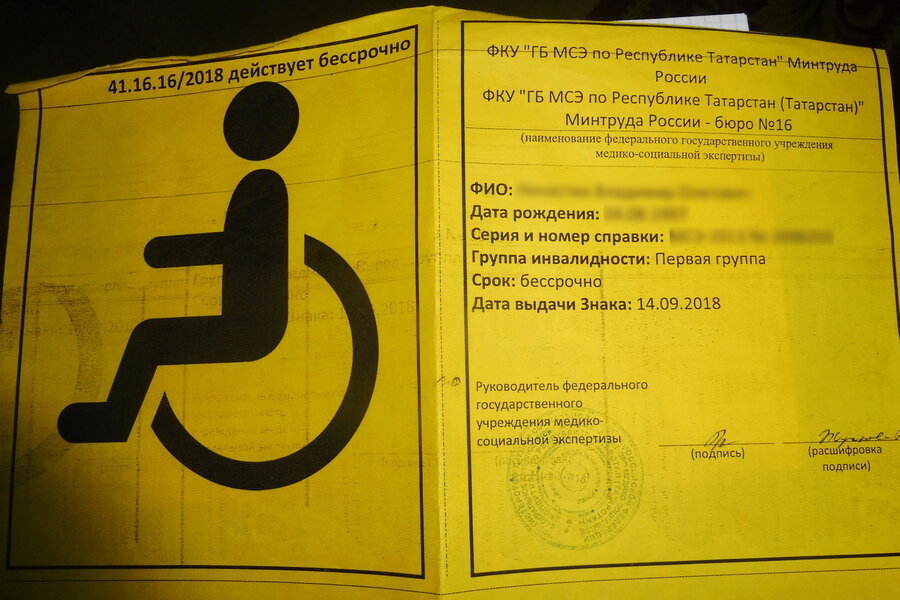 41.16.16/2018 действует бессрочно
ФКУ "ГБ МСЭ по Республике Татарстан" Минтруда
России
ФКУ "ГБ МСЭ по Республике Татарстан (Татарстан)"
Минтруда России - бюро №16
(наименование федерального государственного учреждения
медико-социальной экспертизы)
ФИО:
Дата рождения:
Серия и номер справки:
Группа инвалидности: Первая группа
Срок: бессрочно
Дата выдачи Знака: 14.09.2018
Руководитель федерального
государственного
учреждения медико-
социальной экспертизы
(подпись)
(расшифровка
подписи)